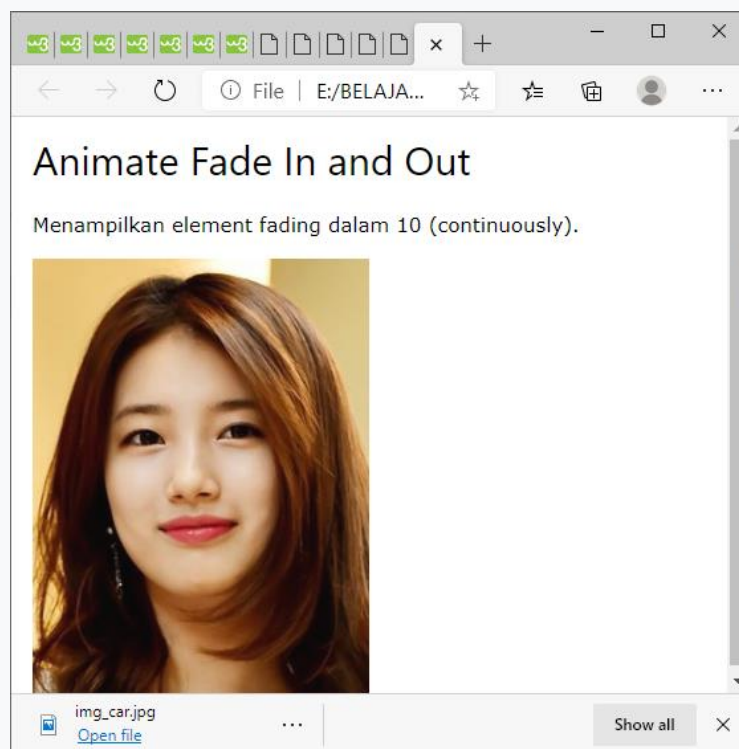 File | E:/BELAJA...
Animate Fade In and Out
Menampilkan element fading dalam 10 (continuously).
img_car.jpg
Open file
Show all